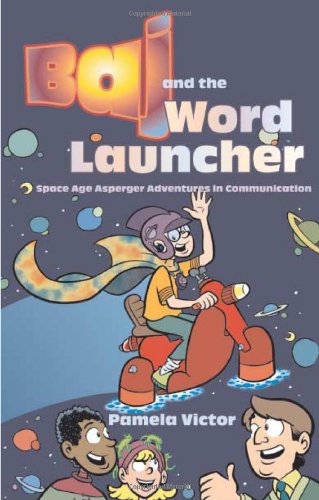 Baj
and the
Word
Launcher
Space Age Asperger Adventures in Communication
Pamela Victor